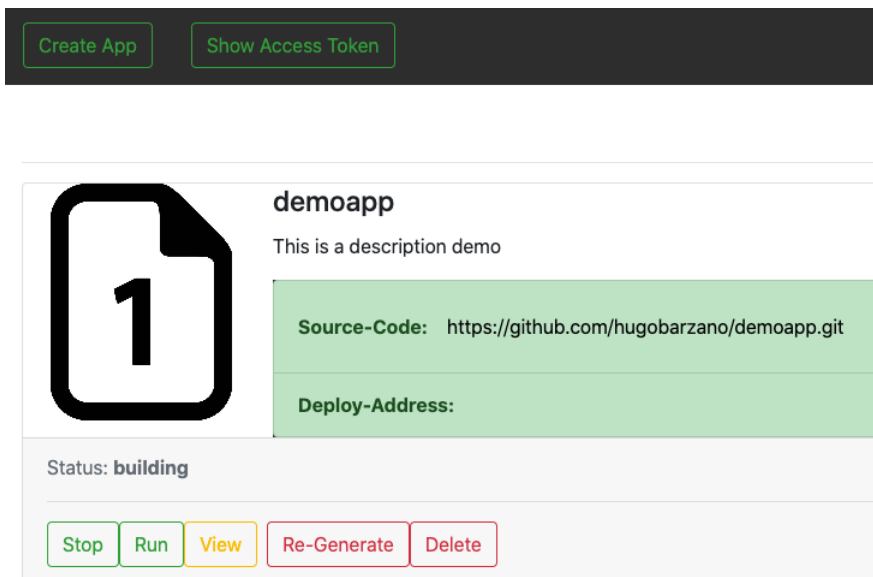 Create App Show Access Token
demoapp
This is a description demo
1
Source-Code: https://github.com/hugobarzano/demoapp.git
Deploy-Address:
Status: building
Stop Run View Re-Generate Delete